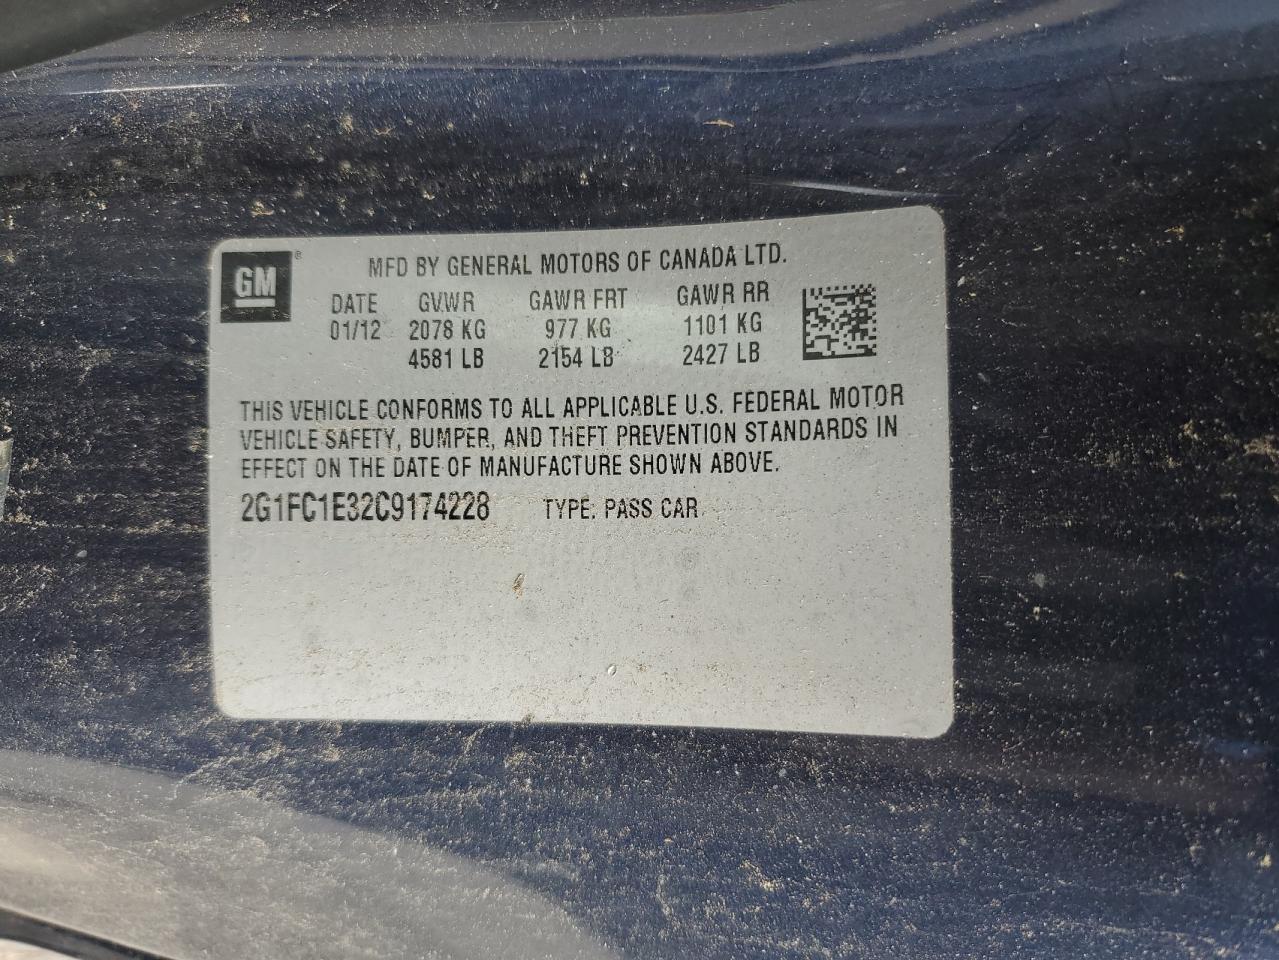 GM ®
MFD BY GENERAL MOTORS OF CANADA LTD.
DATE GVWR GAWR FRT GAWR RR
01/12 2078 KG 977 KG 1101 KG
4581 LB 2154 LB 2427 LB
THIS VEHICLE CONFORMS TO ALL APPLICABLE U.S. FEDERAL MOTOR
VEHICLE SAFETY, BUMPER, AND THEFT PREVENTION STANDARDS IN
EFFECT ON THE DATE OF MANUFACTURE SHOWN ABOVE.
2G1FC1E32C9174228 TYPE: PASS CAR